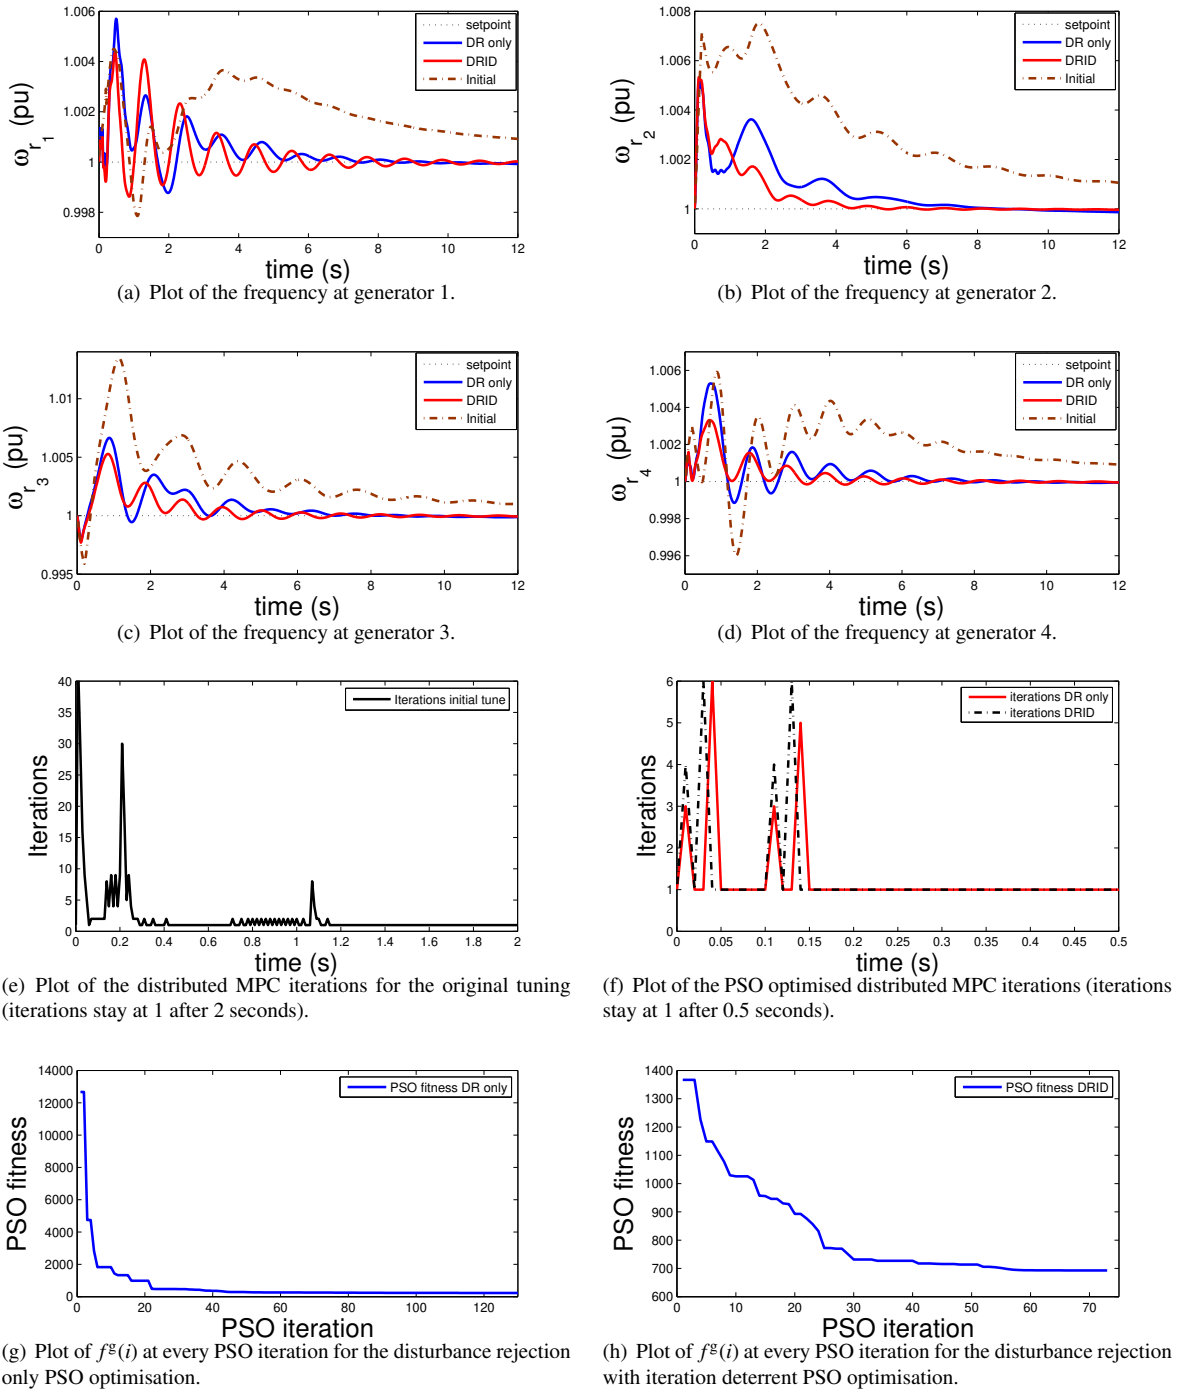 1.006
1.004
1.002
1
0.998
ω_{r_1} (pu)
setpoint
DR only
DRID
Initial
0 2 4 6 8 10 12
time (s)
(a) Plot of the frequency at generator 1.
1.008
1.006
1.004
1.002
1
ω_{r_2} (pu)
setpoint
DR only
DRID
Initial
0 2 4 6 8 10 12
time (s)
(b) Plot of the frequency at generator 2.
1.01
1.005
1
0.995
ω_{r_3} (pu)
setpoint
DR only
DRID
Initial
0 2 4 6 8 10 12
time (s)
(c) Plot of the frequency at generator 3.
1.006
1.004
1.002
1
0.998
0.996
ω_{r_4} (pu)
setpoint
DR only
DRID
Initial
0 2 4 6 8 10 12
time (s)
(d) Plot of the frequency at generator 4.
40
35
30
25
20
15
10
5
0
Iterations
Iterations initial tune
0 0.2 0.4 0.6 0.8 1 1.2 1.4 1.6 1.8 2
time (s)
(e) Plot of the distributed MPC iterations for the original tuning
(iterations stay at 1 after 2 seconds).
6
5
4
3
2
1
0
Iterations
iterations DR only
iterations DRID
0 0.05 0.1 0.15 0.2 0.25 0.3 0.35 0.4 0.45 0.5
time (s)
(f) Plot of the PSO optimised distributed MPC iterations (iterations
stay at 1 after 0.5 seconds).
14000
12000
10000
8000
6000
4000
2000
0
PSO fitness
PSO fitness DR only
0 20 40 60 80 100 120
PSO iteration
(g) Plot of f^g(i) at every PSO iteration for the disturbance rejection
only PSO optimisation.
1400
1300
1200
1100
1000
900
800
700
600
PSO fitness
PSO fitness DRID
0 10 20 30 40 50 60 70
PSO iteration
(h) Plot of f^g(i) at every PSO iteration for the disturbance rejection
with iteration deterrent PSO optimisation.